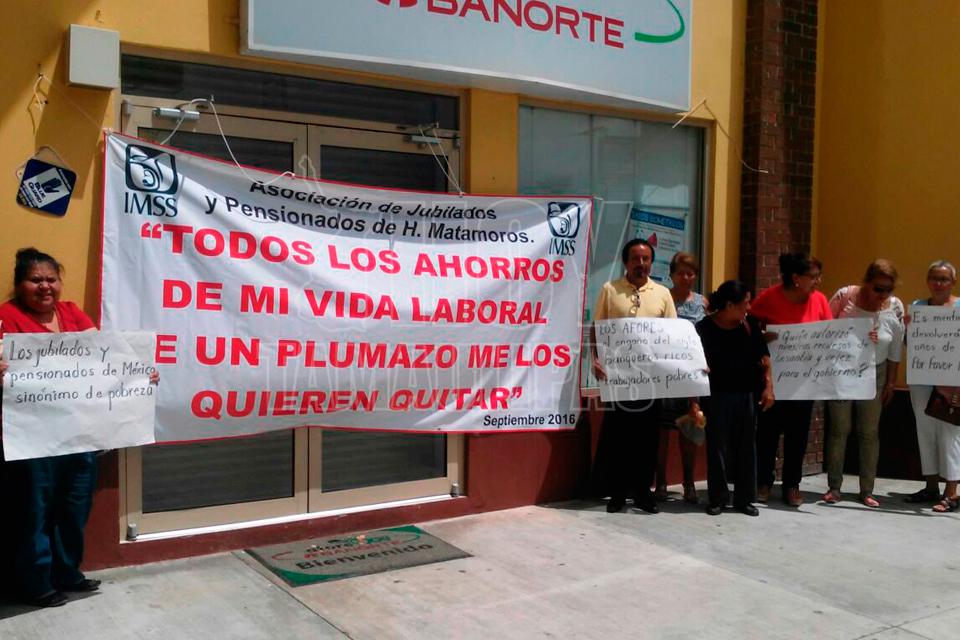 BANORTE
IMSS
Asociación de Jubilados
y Pensionados de H. Matamoros.
IMSS
“TODOS LOS AHORROS
DE MI VIDA LABORAL
E UN PLUMAZO ME LOS
QUIEREN QUITAR”
Septiembre 2016
Los jubilados y
pensionados de México
sinónimo de pobreza
LOS AFORES
el engaño del siglo
banqueros ricos
trabajadores pobres
¿Quién autorizó
nuestros recursos de
cesantía y vejez
para el gobierno?
Es mentira
devolverán
años de
Por favor
BANORTE
Bienvenido